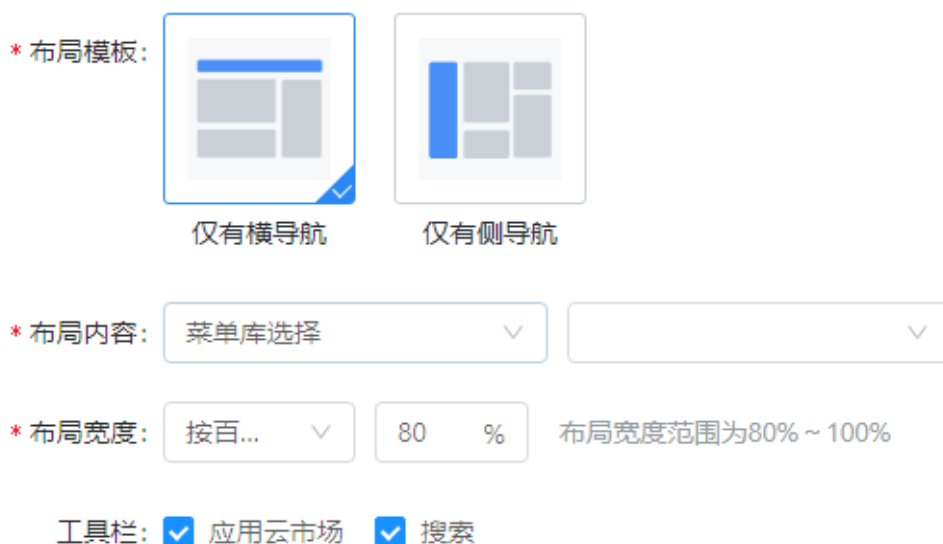 * 布局模板:
仅有横导航 仅有侧导航
* 布局内容: 菜单库选择
* 布局宽度: 按百... 80 % 布局宽度范围为80% ~ 100%
工具栏: 应用云市场 搜索